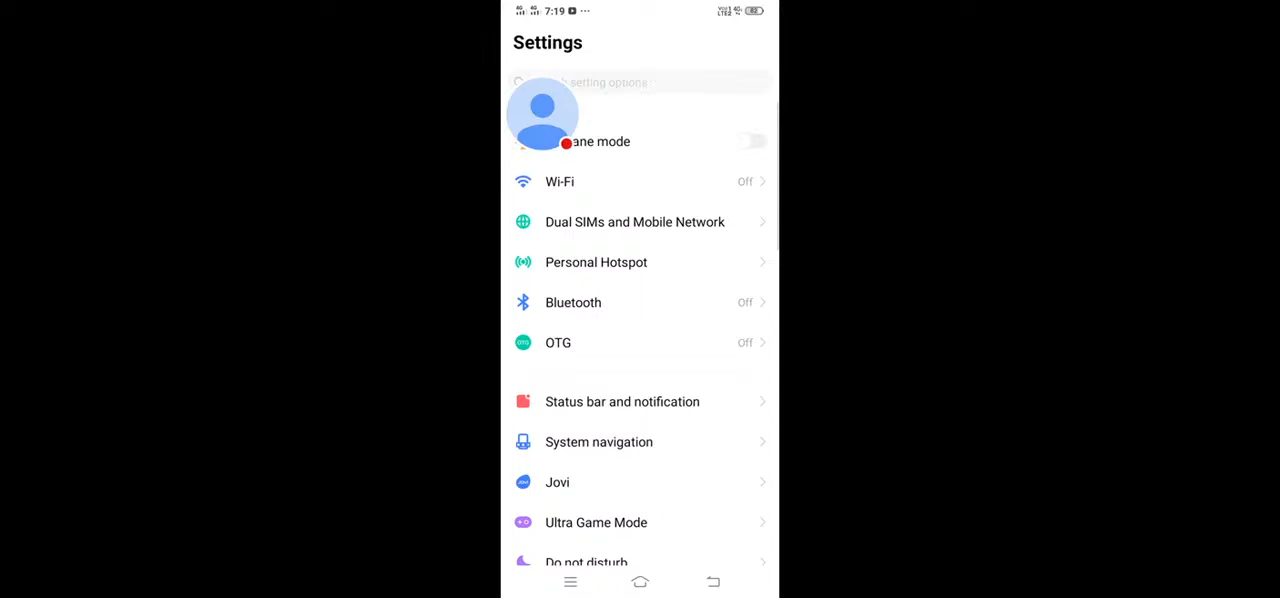 7:19
Settings
setting options
ane mode
Wi-Fi Off
Dual SIMs and Mobile Network
Personal Hotspot
Bluetooth Off
OTG Off
Status bar and notification
System navigation
Jovi
Ultra Game Mode
Do not disturb